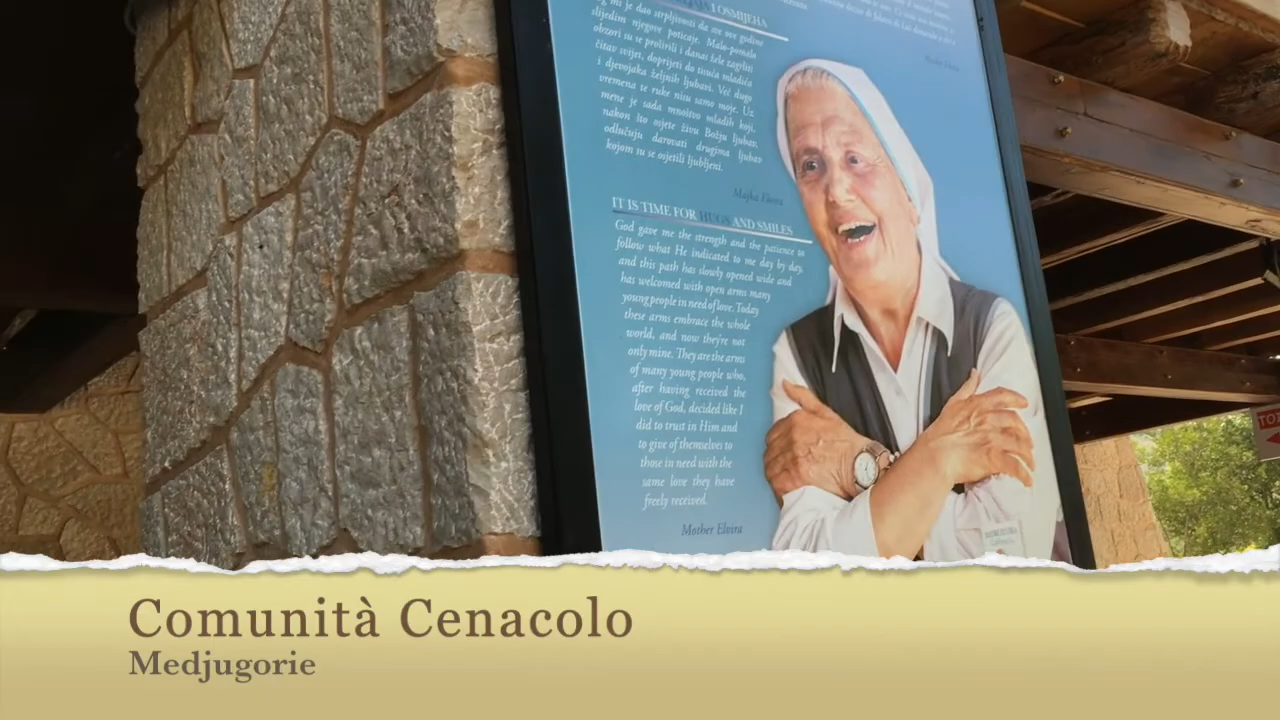 I OSMIJEHA
mi je dao strpljivosti da sve ove godine
slijedim njegove poticaje. Malo-pomalo
obzori su se proširili i danas žele zagrliti
čitav svijet, doprijeti do tisuća mladića
i djevojaka željnih ljubavi. Već dugo
vremena te ruke nisu samo moje. Uz
mene je sada mnoštvo mladih koji,
nakon što osjete živu Božju ljubav,
odlučuju darovati drugima ljubav
kojom su se osjetili ljubljeni.
Majka Elvira
IT IS TIME FOR HUGS AND SMILES
God gave me the strength and the patience to
follow what He indicated to me day by day,
and this path has slowly opened wide and
has welcomed with open arms many
young people in need of love. Today
these arms embrace the whole
world, and now they're not
only mine. They are the arms
of many young people who,
after having received the
love of God, decided like I
did to trust in Him and
to give of themselves to
those in need with the
same love they have
freely received.
Mother Elvira
Comunità Cenacolo
Medjugorie